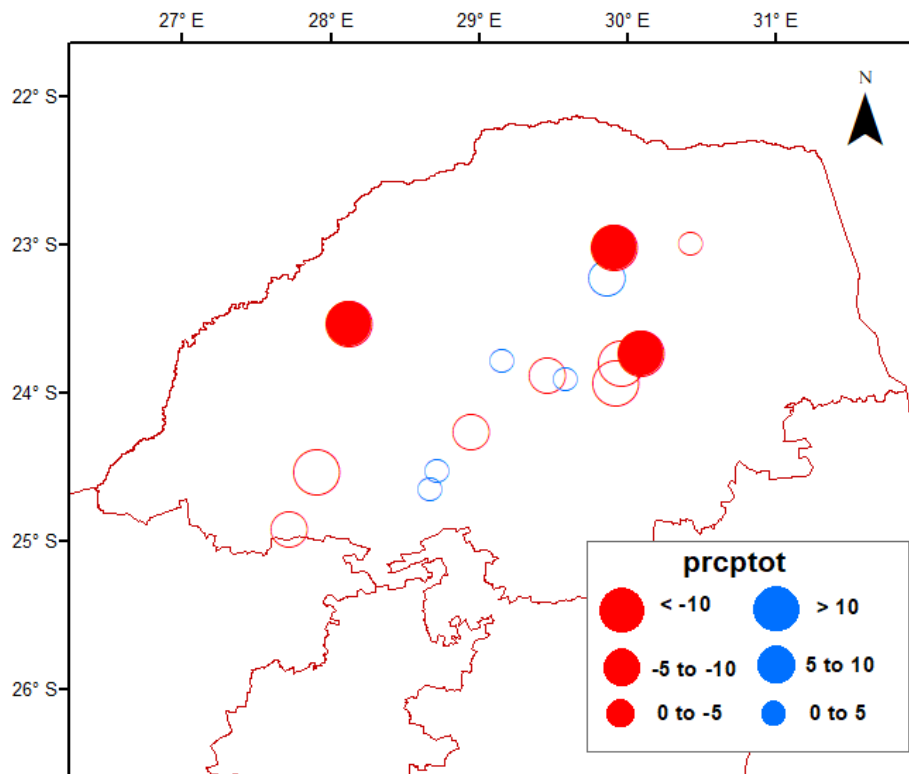 27° E 28° E 29° E 30° E 31° E
N
22° S
23° S
24° S
25° S
26° S
prcptot
< -10 > 10
-5 to -10 5 to 10
0 to -5 0 to 5